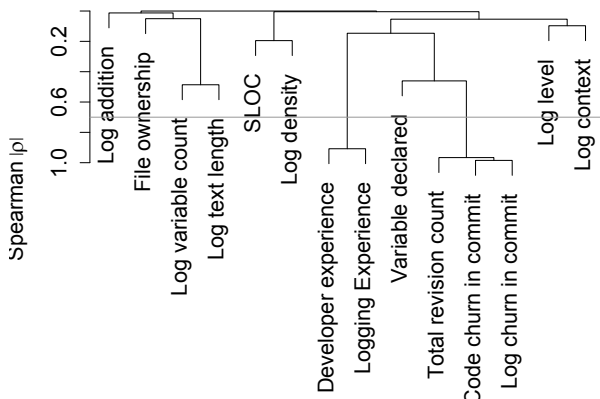 Spearman |ρ|
0.2
0.6
1.0
Log addition
File ownership
Log variable count
Log text length
SLOC
Log density
Developer experience
Logging Experience
Variable declared
Total revision count
Code churn in commit
Log churn in commit
Log level
Log context